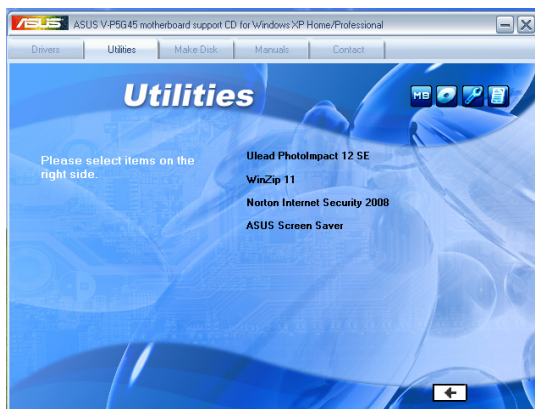 ASUS ASUS V-P5G45 motherboard support CD for Windows XP Home/Professional
Drivers Utilities Make Disk Manuals Contact
Utilities
MB
Please select items on the
right side.
Ulead PhotoImpact 12 SE
WinZip 11
Norton Internet Security 2008
ASUS Screen Saver